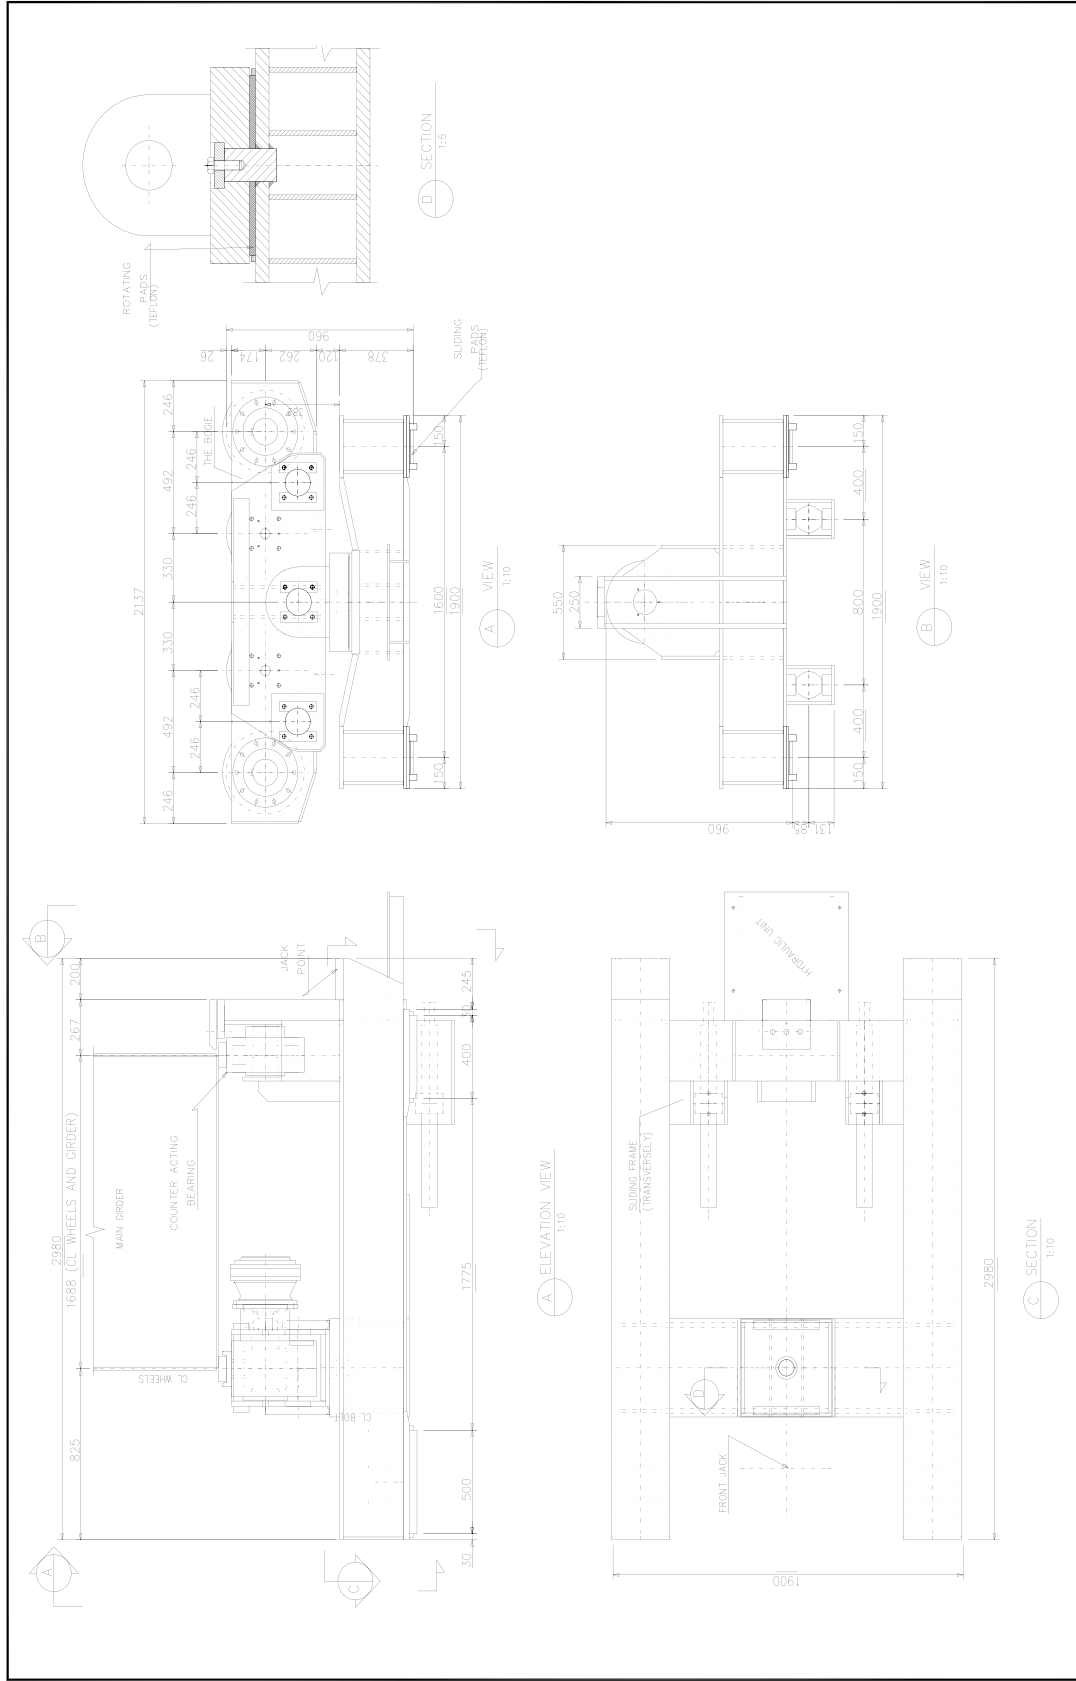 ROTATING
PADS
(TEFLON)
D
SECTION
1:5
960
26
174
262
120
378
382
SLIDING
PADS
(TEFLON)
THE BOGIE
246
492
246
246
330
2137
330
492
246
246
246
150
1600
1900
150
A
VIEW
1:10
550
250
150
400
800
1900
400
150
960
85
131
B
VIEW
1:10
B
200
267
2980
1688 (CL WHEELS AND GIRDER)
825
MAIN GIRDER
COUNTER ACTING
BEARING
JACK
POINT
CL WHEELS
CL. BOLT
245
30
400
1775
500
30
A
C
A
ELEVATION VIEW
1:10
HYDRAULIC UNIT
SLIDING FRAME
(TRANSVERSELY)
D
FRONT JACK
1900
2980
C
SECTION
1:10